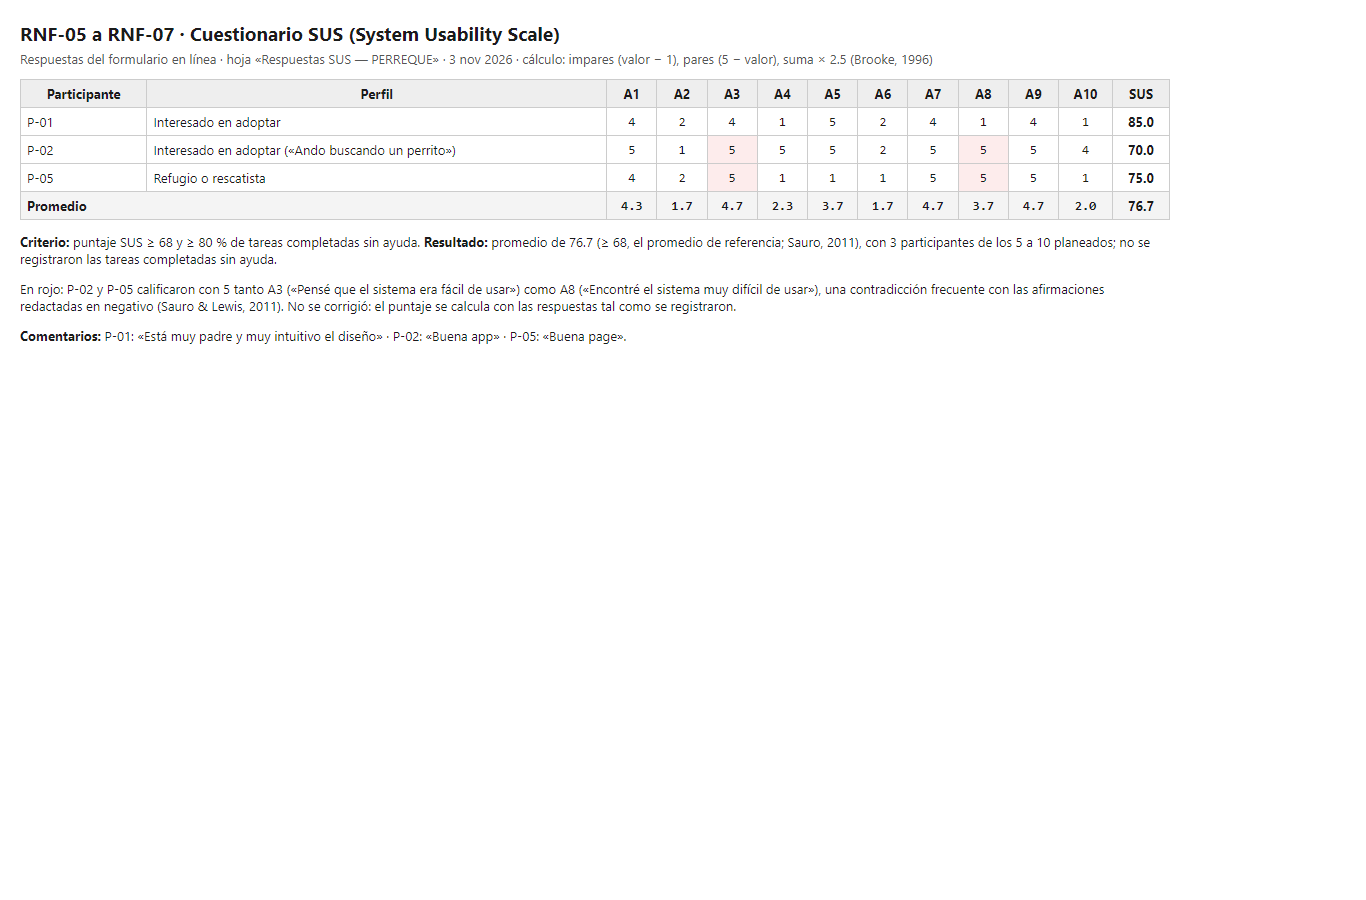 RNF-05 a RNF-07 · Cuestionario SUS (System Usability Scale)
Respuestas del formulario en línea · hoja «Respuestas SUS — PERREQUE» · 3 nov 2026 · cálculo: impares (valor − 1), pares (5 − valor), suma × 2.5 (Brooke, 1996)
Participante Perfil A1 A2 A3 A4 A5 A6 A7 A8 A9 A10 SUS
P-01 Interesado en adoptar 4 2 4 1 5 2 4 1 4 1 85.0
P-02 Interesado en adoptar («Ando buscando un perrito») 5 1 5 5 5 2 5 5 5 4 70.0
P-05 Refugio o rescatista 4 2 5 1 1 1 5 5 5 1 75.0
Promedio 4.3 1.7 4.7 2.3 3.7 1.7 4.7 3.7 4.7 2.0 76.7
Criterio: puntaje SUS ≥ 68 y ≥ 80 % de tareas completadas sin ayuda. Resultado: promedio de 76.7 (≥ 68, el promedio de referencia; Sauro, 2011), con 3 participantes de los 5 a 10 planeados; no se
registraron las tareas completadas sin ayuda.
En rojo: P-02 y P-05 calificaron con 5 tanto A3 («Pensé que el sistema era fácil de usar») como A8 («Encontré el sistema muy difícil de usar»), una contradicción frecuente con las afirmaciones
redactadas en negativo (Sauro & Lewis, 2011). No se corrigió: el puntaje se calcula con las respuestas tal como se registraron.
Comentarios: P-01: «Está muy padre y muy intuitivo el diseño» · P-02: «Buena app» · P-05: «Buena page».